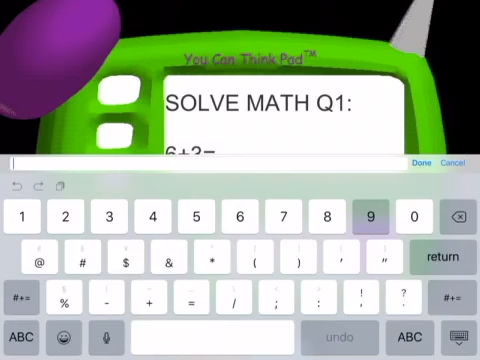 You Can Think Pad™
SOLVE MATH Q1:
Done Cancel
1 2 3 4 5 6 7 8 9 0
@ # $ & * ( ) ' "
return
#+= % - + = / ; : ! ? #+=
ABC undo ABC